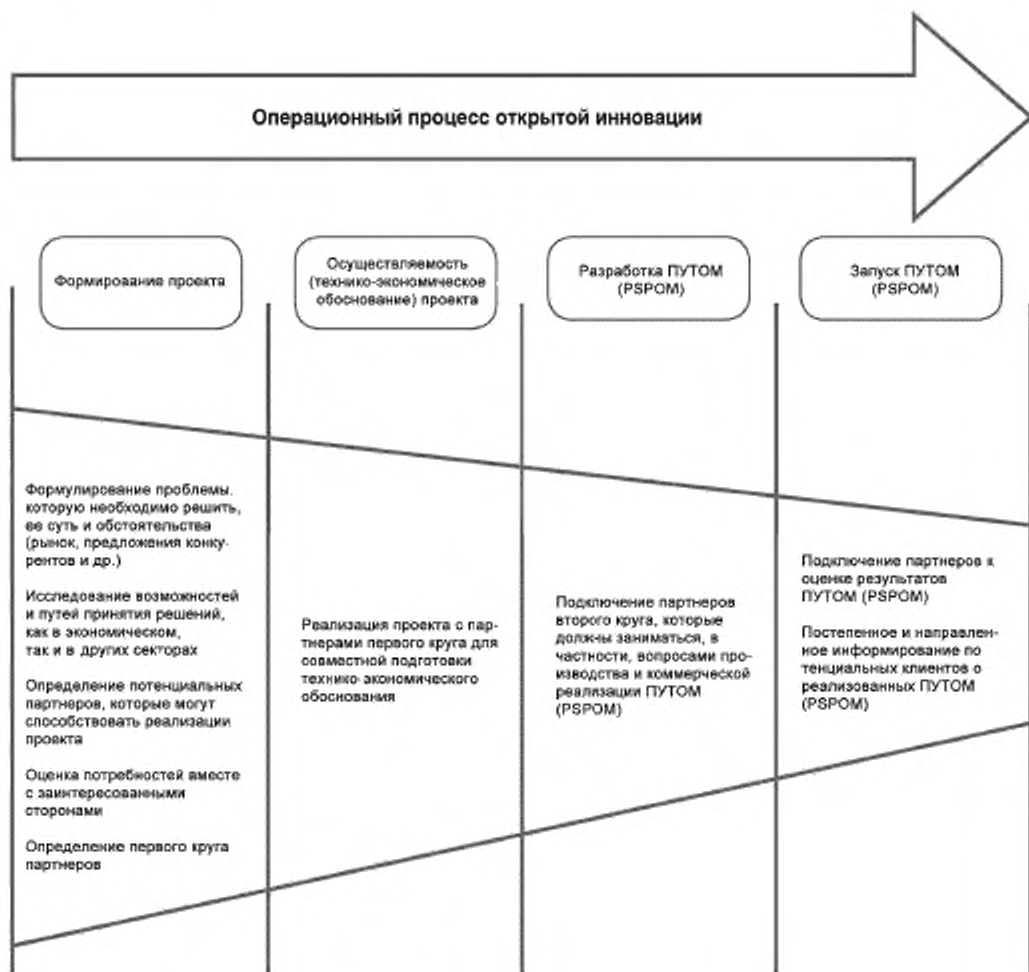 Операционный процесс открытой инновации
Формирование проекта
Осуществляемость
(технико-экономическое
обоснование) проекта
Разработка ПУТОМ
(PSPOM)
Запуск ПУТОМ
(PSPOM)
Формулирование проблемы.
которую необходимо решить,
ее суть и обстоятельства
(рынок, предложения конку-
рентов и др.)
Исследование возможностей
и путей принятия решений,
как в экономическом,
так и в других секторах
Определение потенциальных
партнеров, которые могут
способствовать реализации
проекта
Оценка потребностей вместе
с заинтересованными
сторонами
Определение первого круга
партнеров
Реализация проекта с пар-
тнерами первого круга для
совместной подготовки
технико-экономического
обоснования
Подключение партнеров
второго круга, которые
должны заниматься, в
частности, вопросами про-
изводства и коммерческой
реализации ПУТОМ
(PSPOM)
Подключение партнеров к
оценке результатов
ПУТОМ (PSPOM)
Постепенное и направлен-
ное информирование по
тенциальных клиентов о
реализованных ПУТОМ
(PSPOM)